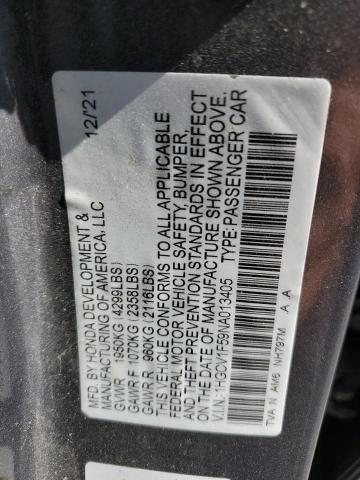 MFD. BY HONDA DEVELOPMENT & 12/21
MANUFACTURING OF AMERICA, LLC
GVWR 1950KG(4299LBS)
GAWR F 1070KG(2358LBS)
GAWR R 960KG(2116LBS)
THIS VEHICLE CONFORMS TO ALL APPLICABLE
FEDERAL MOTOR VEHICLE SAFETY, BUMPER,
AND THEFT PREVENTION STANDARDS IN EFFECT
ON THE DATE OF MANUFACTURE SHOWN ABOVE.
V.I.N.: 1HGCV1F59NA013405 TYPE: PASSENGER CAR
TVA N AM6 NH797M A A